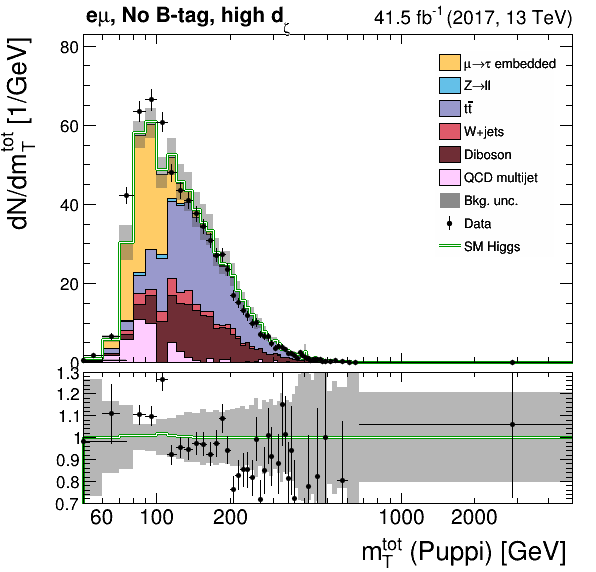 eμ, No B-tag, high d_ζ
41.5 fb⁻¹ (2017, 13 TeV)
dN/dm_T^tot [1/GeV]
80
60
40
20
0
μ→τ embedded
Z→ll
tt̄
W+jets
Diboson
QCD multijet
Bkg. unc.
Data
SM Higgs
1.3
1.2
1.1
1
0.9
0.8
0.7
60 100 200 1000 2000
m_T^tot (Puppi) [GeV]